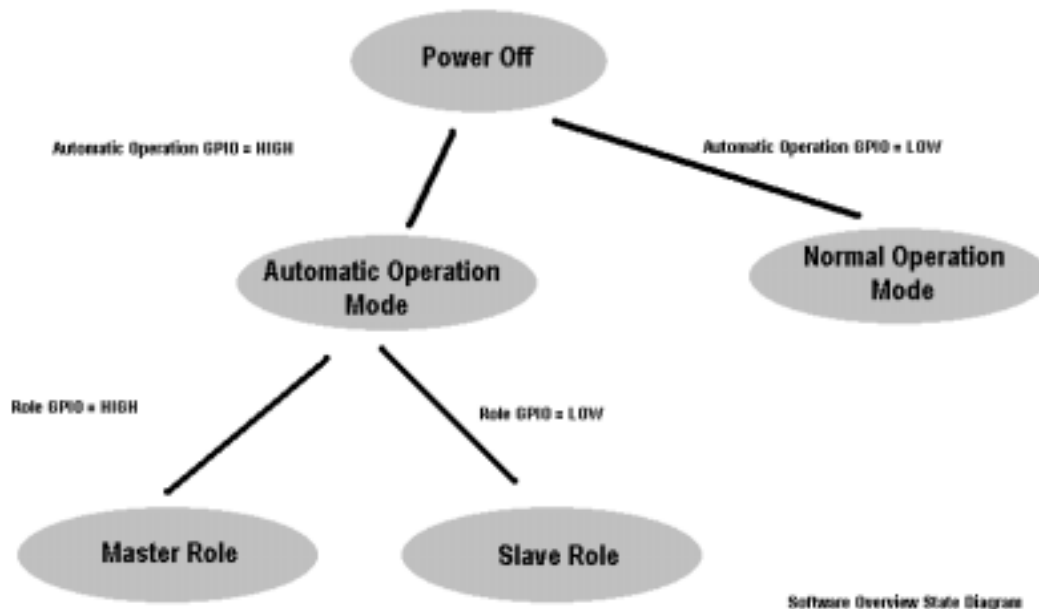 Power Off
Automatic Operation GPIO = HIGH
Automatic Operation GPIO = LOW
Automatic Operation
Mode
Normal Operation
Mode
Role GPIO = HIGH
Role GPIO = LOW
Master Role
Slave Role
Software Overview State Diagram